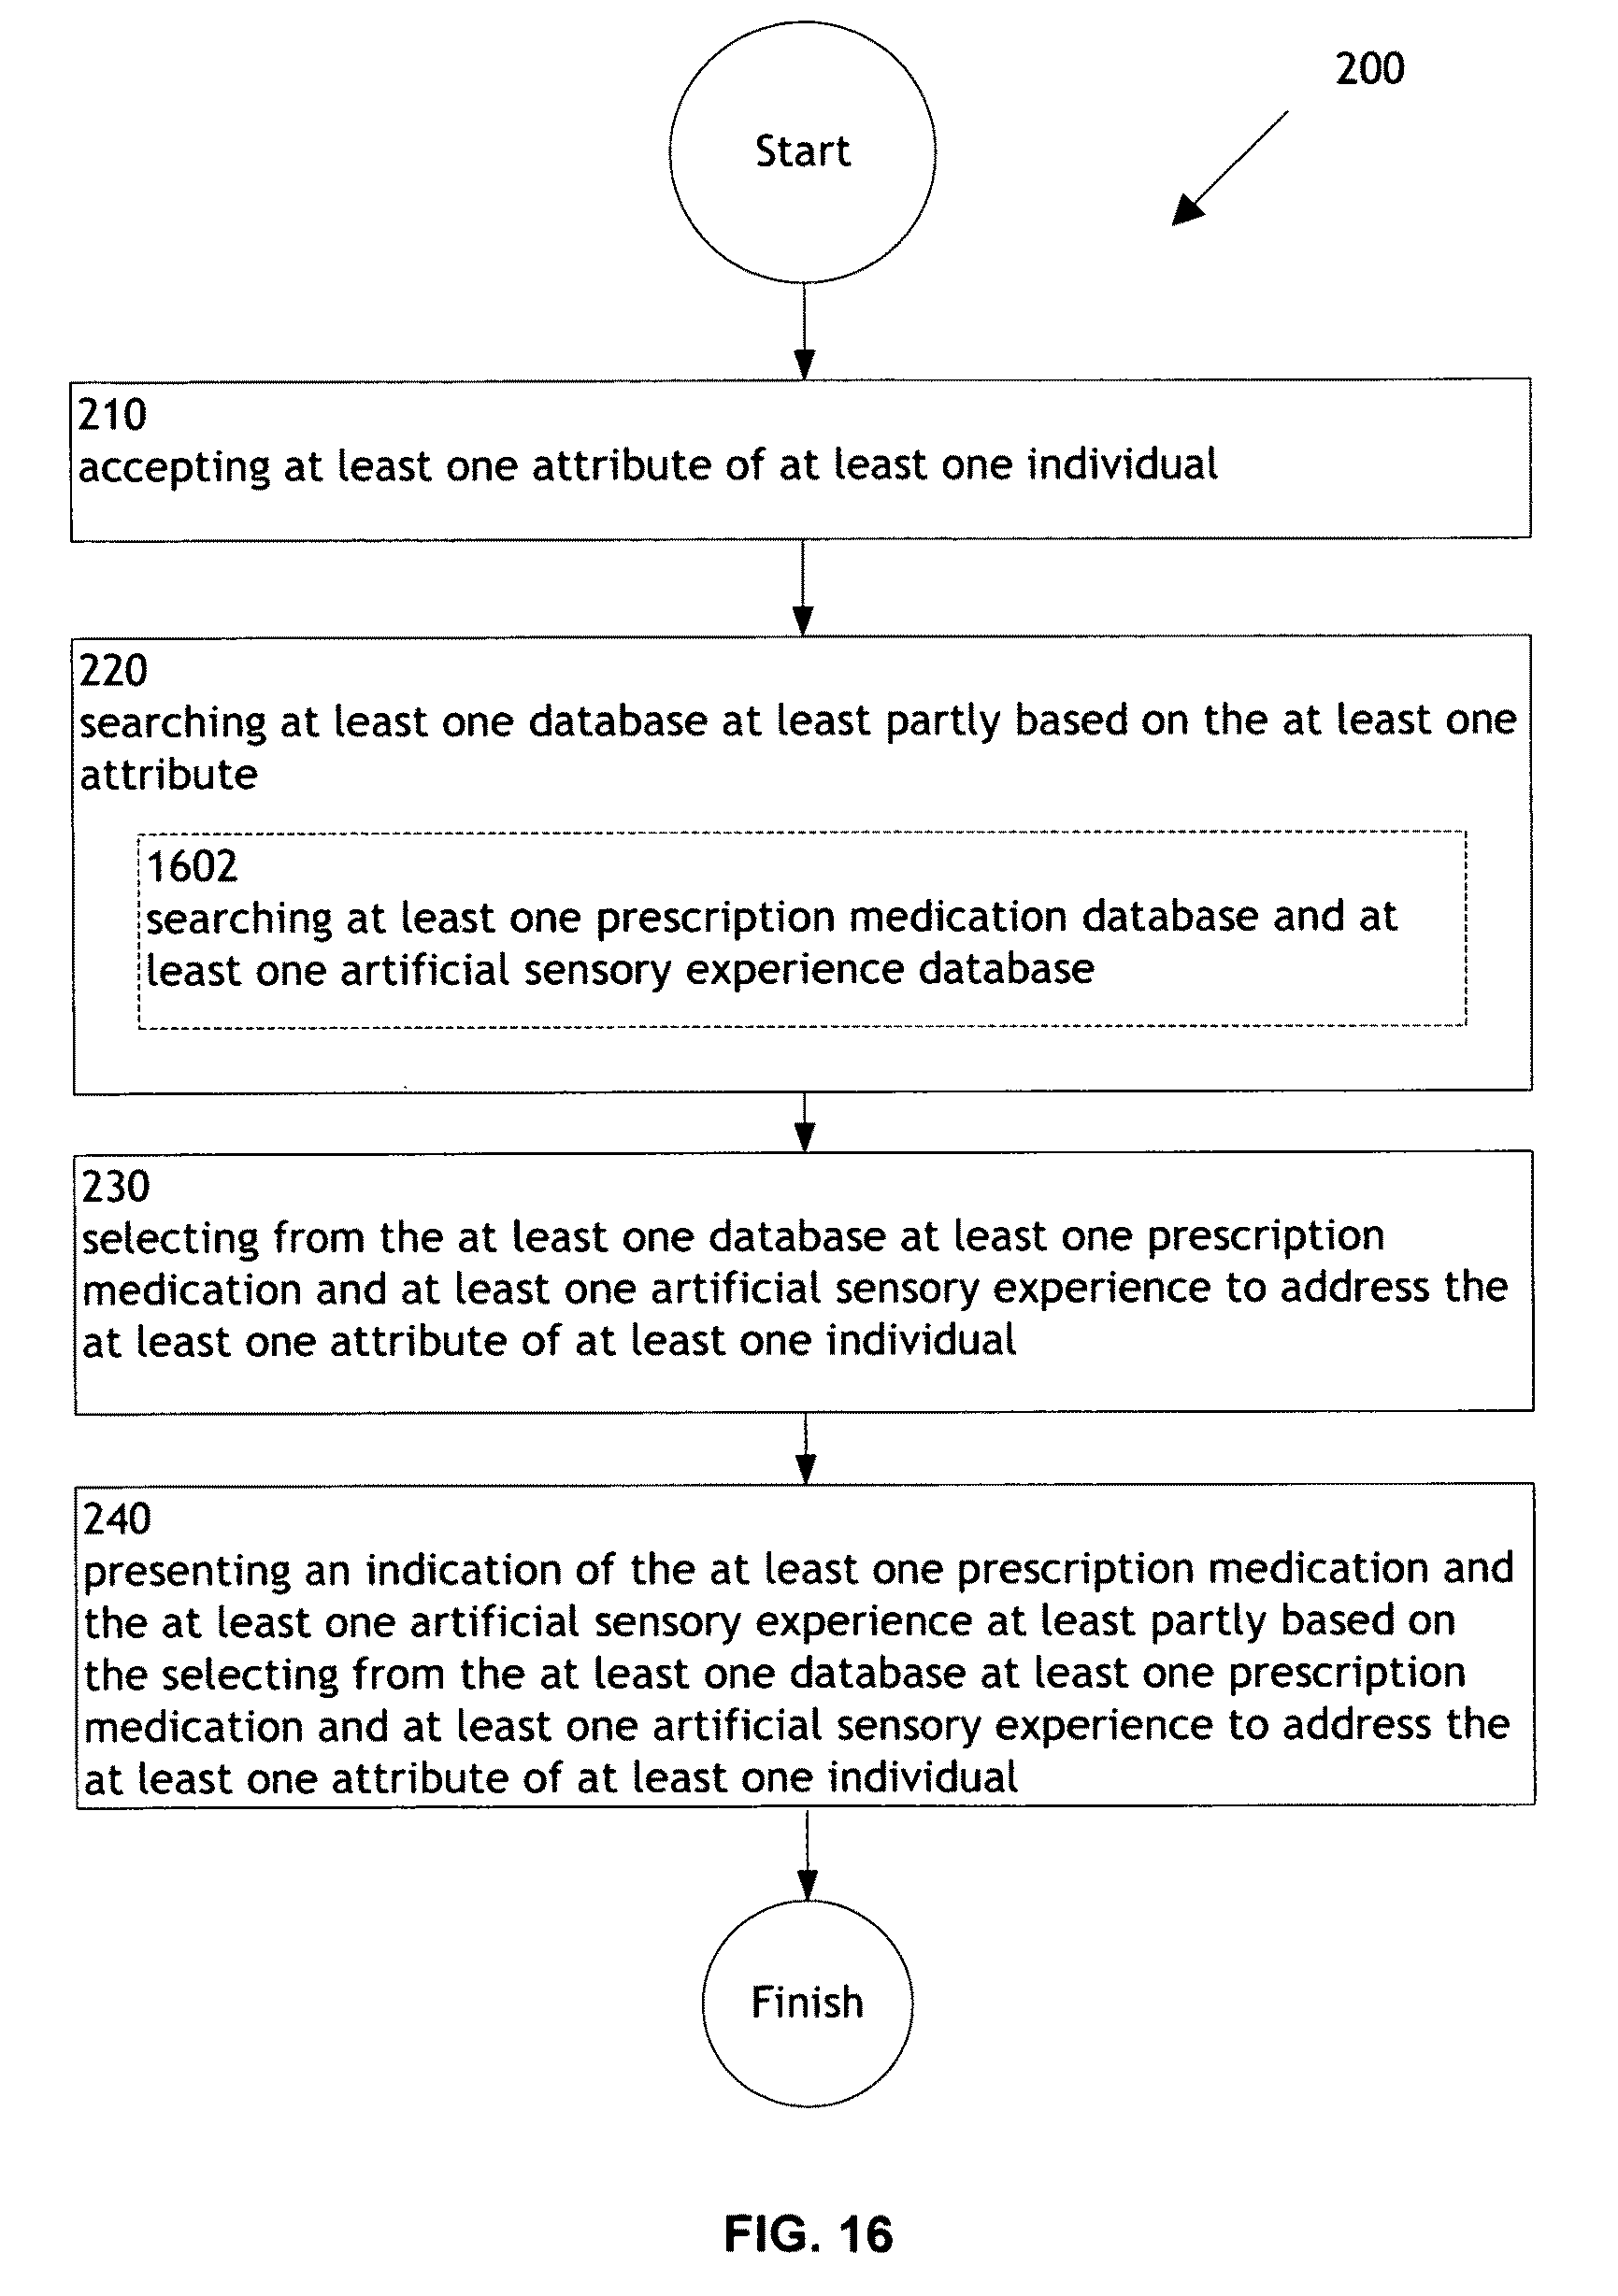 200
Start
210
accepting at least one attribute of at least one individual
220
searching at least one database at least partly based on the at least one
attribute
1602
searching at least one prescription medication database and at
least one artificial sensory experience database
230
selecting from the at least one database at least one prescription
medication and at least one artificial sensory experience to address the
at least one attribute of at least one individual
240
presenting an indication of the at least one prescription medication and
the at least one artificial sensory experience at least partly based on
the selecting from the at least one database at least one prescription
medication and at least one artificial sensory experience to address the
at least one attribute of at least one individual
Finish
FIG. 16